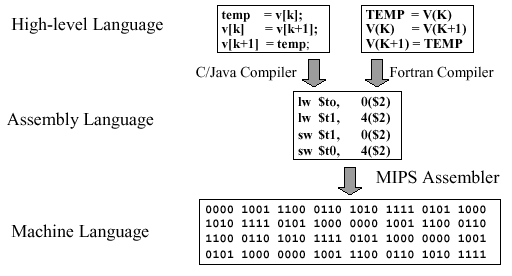 High-level Language
temp = v[k];
v[k] = v[k+1];
v[k+1] = temp;
TEMP = V(K)
V(K) = V(K+1)
V(K+1) = TEMP
C/Java Compiler
Fortran Compiler
Assembly Language
lw $to, 0($2)
lw $t1, 4($2)
sw $t1, 0($2)
sw $t0, 4($2)
MIPS Assembler
Machine Language
0000 1001 1100 0110 1010 1111 0101 1000
1010 1111 0101 1000 0000 1001 1100 0110
1100 0110 1010 1111 0101 1000 0000 1001
0101 1000 0000 1001 1100 0110 1010 1111